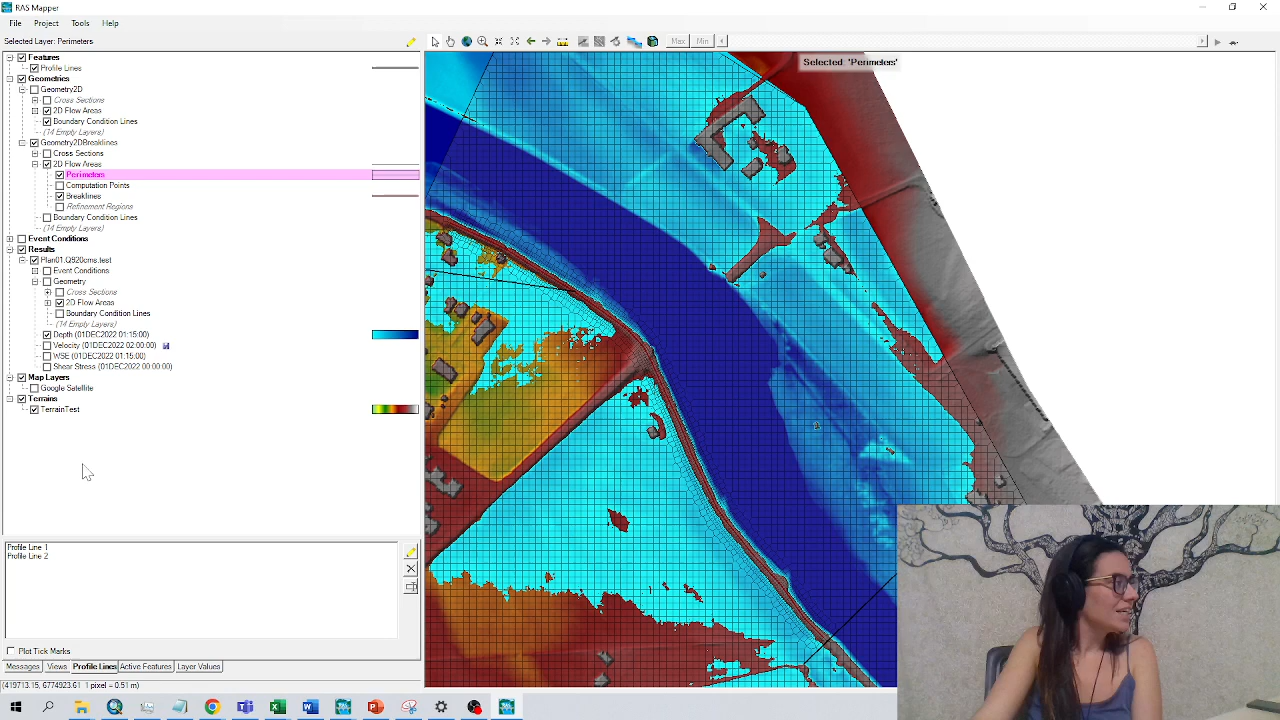 RAS Mapper
File Project Tools Help
Selected Layer: Perimeters
Max Min
Selected: 'Perimeters'
Features
Profile Lines
Geometries
Geometry2D
Cross Sections
2D Flow Areas
Boundary Condition Lines
(14 Empty Layers)
Geometry2DBreaklines
Cross Sections
2D Flow Areas
Perimeters
Computation Points
Breaklines
Refinement Regions
Boundary Condition Lines
(14 Empty Layers)
Event Conditions
Results
Plan01.Q930cms.test
Event Conditions
Geometry
Cross Sections
2D Flow Areas
Boundary Condition Lines
(14 Empty Layers)
Depth (01DEC2022 01:15:00)
Velocity (01DEC2022 02:00:00)
WSE (01DEC2022 01:15:00)
Shear Stress (01DEC2022 00:00:00)
Map Layers
Google Satellite
Terrains
TerrainTest
Profile Line 1
Profile Line 2
Plot Tick Marks
Messages Views Profile Lines Active Features Layer Values